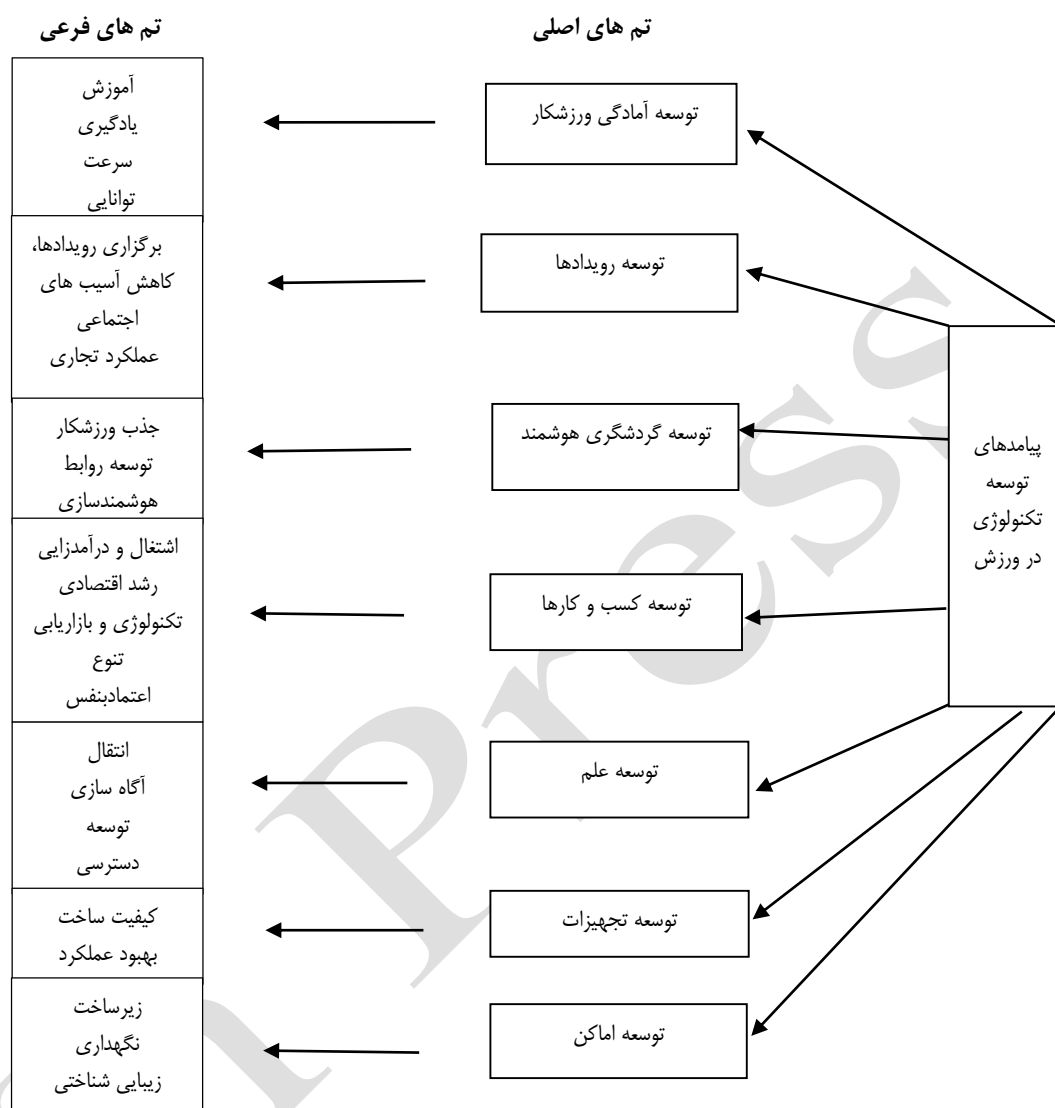 تم های اصلی
تم های فرعی
پیامدهای
توسعه
تکنولوژی
در ورزش
توسعه آمادگی ورزشکار
آموزش
یادگیری
سرعت
توانایی
توسعه رویدادها
برگزاری رویدادها،
کاهش آسیب های
اجتماعی
عملکرد تجاری
توسعه گردشگری هوشمند
جذب ورزشکار
توسعه روابط
هوشمندسازی
توسعه کسب و کارها
اشتغال و درآمدزایی
رشد اقتصادی
تکنولوژی و بازاریابی
تنوع
اعتمادبنفس
توسعه علم
انتقال
آگاه سازی
توسعه
دسترسی
توسعه تجهیزات
کیفیت ساخت
بهبود عملکرد
توسعه اماکن
زیرساخت
نگهداری
زیبایی شناختی
Press